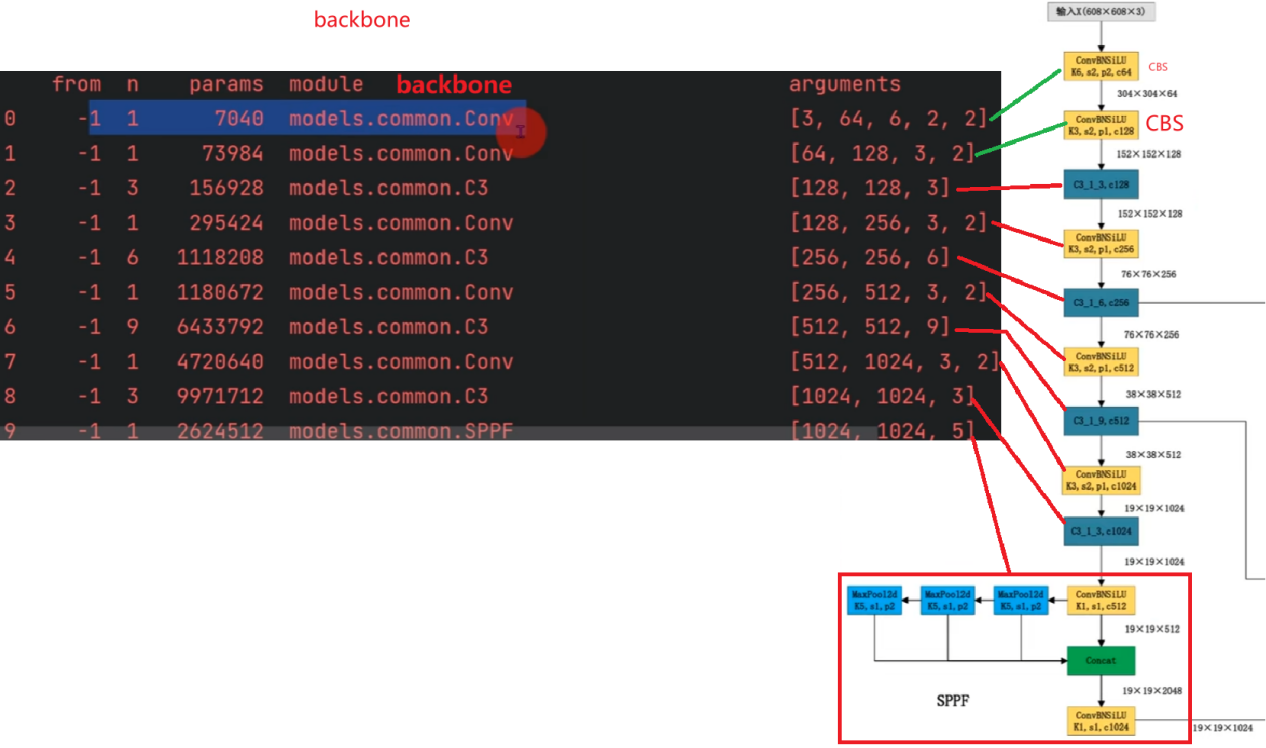 backbone
from n params module backbone arguments
0 -1 1 7040 models.common.Conv [3, 64, 6, 2, 2]
1 -1 1 73984 models.common.Conv [64, 128, 3, 2]
2 -1 3 156928 models.common.C3 [128, 128, 3]
3 -1 1 295424 models.common.Conv [128, 256, 3, 2]
4 -1 6 1118208 models.common.C3 [256, 256, 6]
5 -1 1 1180672 models.common.Conv [256, 512, 3, 2]
6 -1 9 6433792 models.common.C3 [512, 512, 9]
7 -1 1 4720640 models.common.Conv [512, 1024, 3, 2]
8 -1 3 9971712 models.common.C3 [1024, 1024, 3]
9 -1 1 2624512 models.common.SPPF [1024, 1024, 5]
输入X(608×608×3)
ConvBNSiLU
K6, s2, p2, c64
CBS
304×304×64
ConvBNSiLU
K3, s2, p1, c128
CBS
152×152×128
C3_1_3, c128
152×152×128
ConvBNSiLU
K3, s2, p1, c256
76×76×256
C3_1_6, c256
76×76×256
ConvBNSiLU
K3, s2, p1, c512
38×38×512
C3_1_9, c512
38×38×512
ConvBNSiLU
K3, s2, p1, c1024
19×19×1024
C3_1_3, c1024
19×19×1024
MaxPool2d
K5, s1, p2
MaxPool2d
K5, s1, p2
MaxPool2d
K5, s1, p2
ConvBNSiLU
K1, s1, c512
19×19×512
Concat
19×19×2048
SPPF
ConvBNSiLU
K1, s1, c1024
19×19×1024